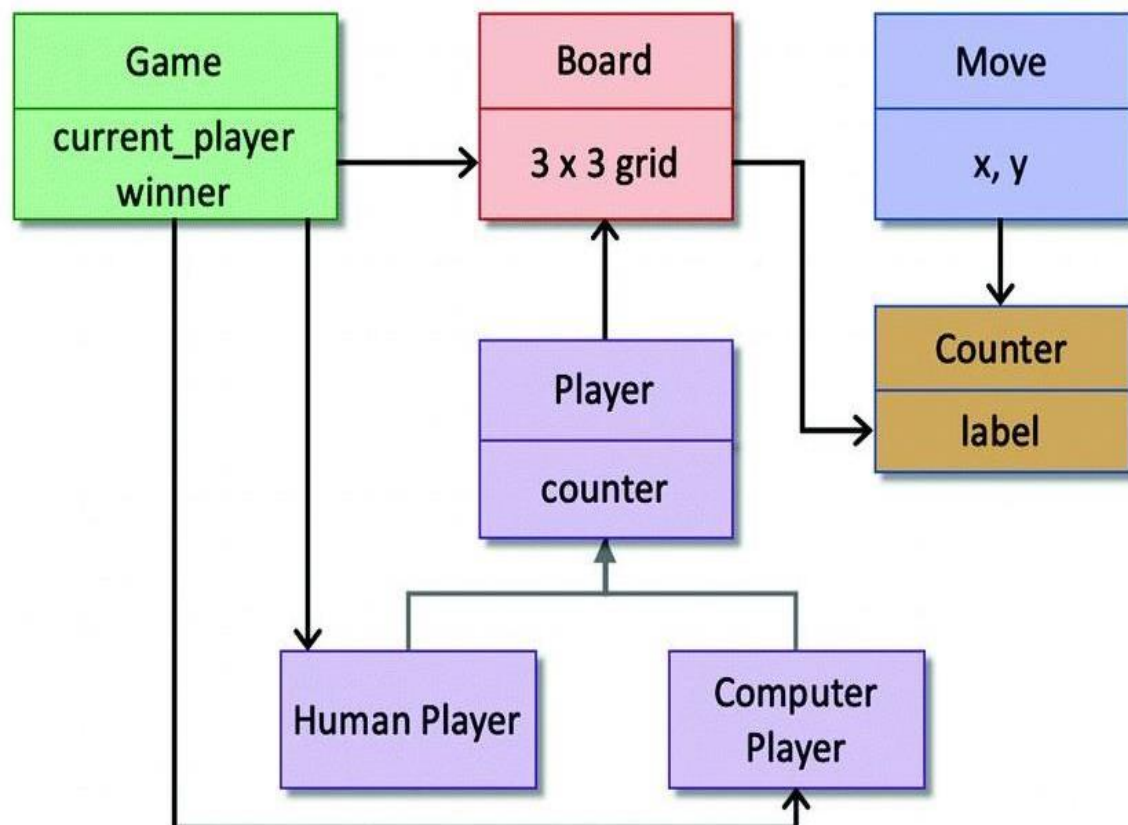 Game
current_player
winner
Board
3 x 3 grid
Move
x, y
Counter
label
Player
counter
Human Player
Computer
Player